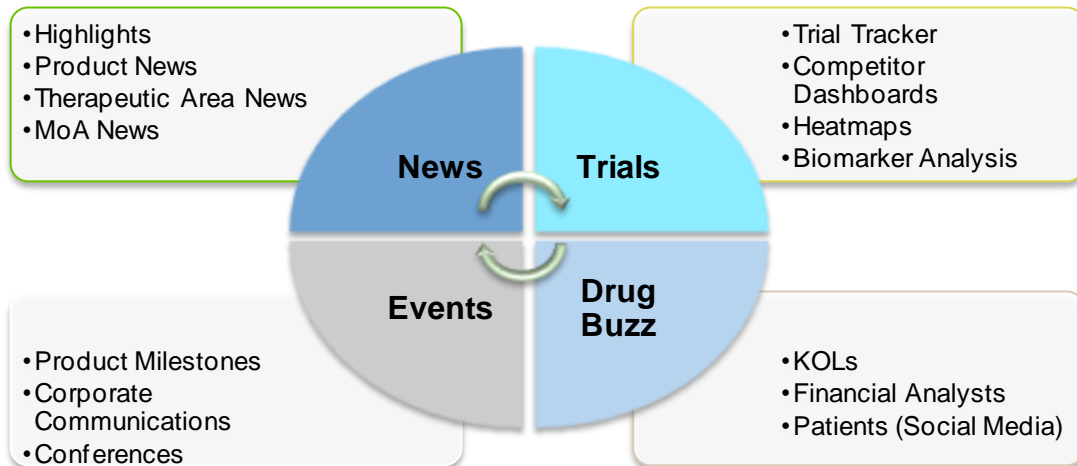 •Highlights
•Product News
•Therapeutic Area News
•MoA News
•Trial Tracker
•Competitor
Dashboards
•Heatmaps
•Biomarker Analysis
News
Trials
Events
Drug
Buzz
•Product Milestones
•Corporate
Communications
•Conferences
•KOLs
•Financial Analysts
•Patients (Social Media)